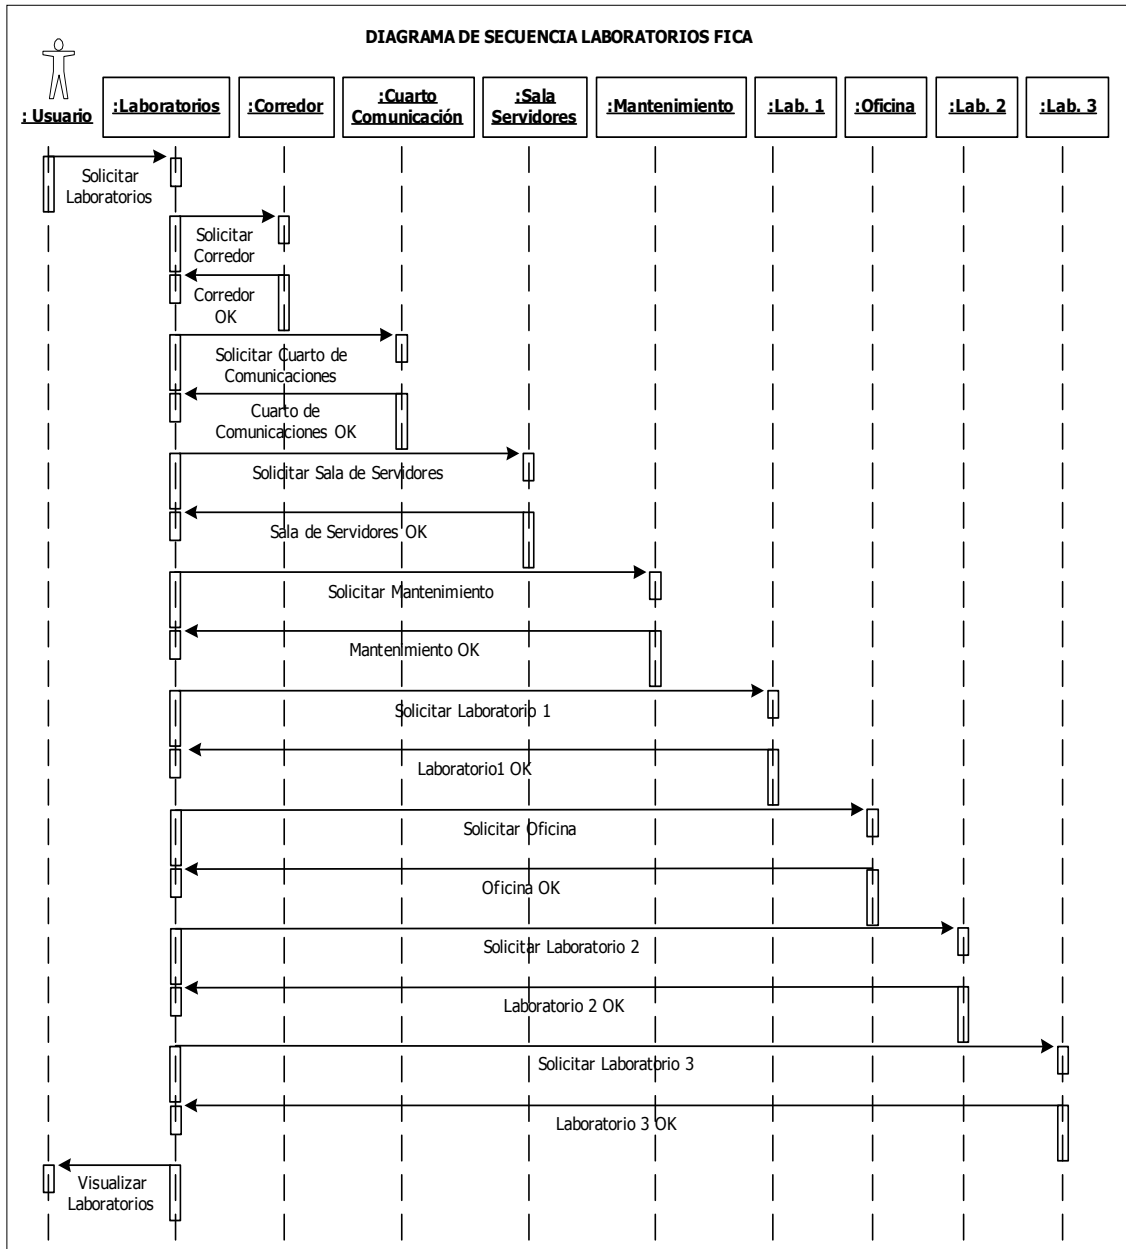 DIAGRAMA DE SECUENCIA LABORATORIOS FICA
: Usuario
:Laboratorios
:Corredor
:Cuarto
Comunicación
:Sala
Servidores
:Mantenimiento
:Lab. 1
:Oficina
:Lab. 2
:Lab. 3
Solicitar
Laboratorios
Solicitar
Corredor
Corredor
OK
Solicitar Cuarto de
Comunicaciones
Cuarto de
Comunicaciones OK
Solicitar Sala de Servidores
Sala de Servidores OK
Solicitar Mantenimiento
Mantenimiento OK
Solicitar Laboratorio 1
Laboratorio1 OK
Solicitar Oficina
Oficina OK
Solicitar Laboratorio 2
Laboratorio 2 OK
Solicitar Laboratorio 3
Laboratorio 3 OK
Visualizar
Laboratorios